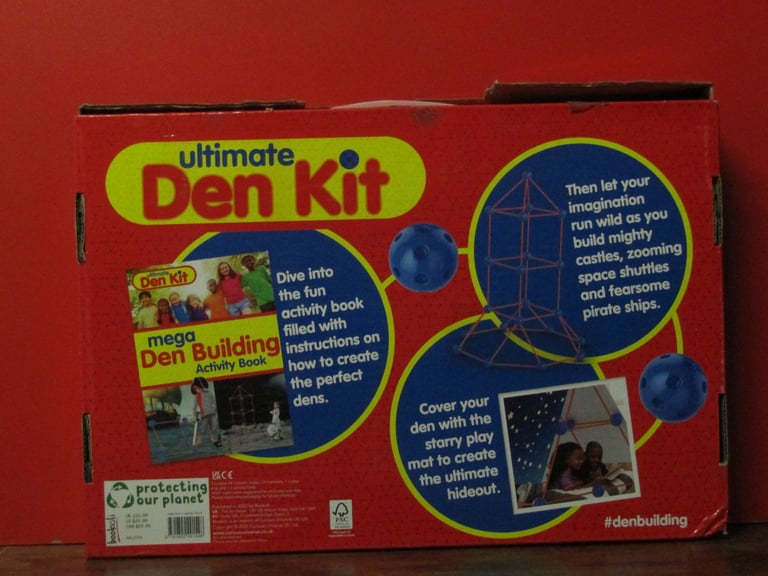 ultimate
Den Kit
Then let your
imagination
run wild as you
build mighty
castles, zooming
space shuttles
and fearsome
pirate ships.
ultimate
Den Kit
mega
Den Building
Activity Book
Dive into
the fun
activity book
filled with
instructions on
how to create
the perfect
dens.
Cover your
den with the
starry play
mat to create
the ultimate
hideout.
protecting
our planet
bookoli
FSC
#denbuilding